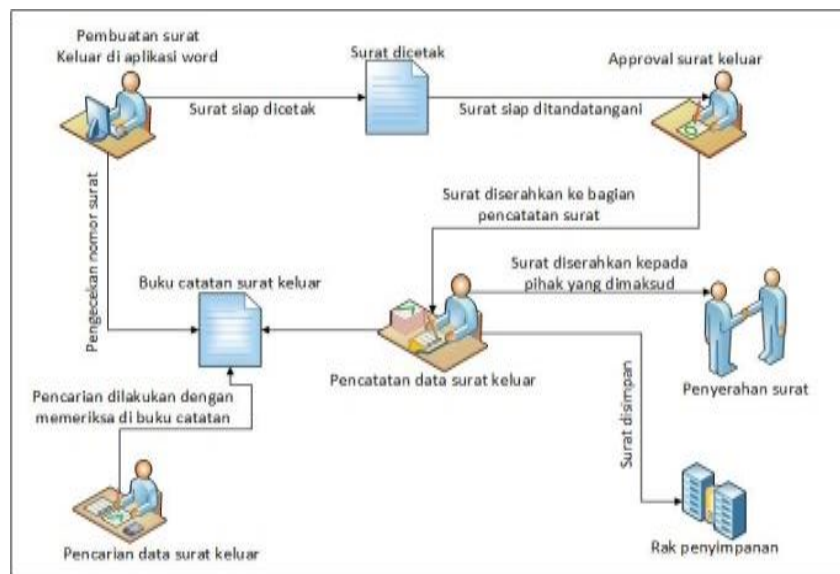 Pembuatan surat
Keluar di aplikasi word
Surat dicetak
Approval surat keluar
Surat siap dicetak
Surat siap ditandatangani
Pengecekan nomor surat
Surat diserahkan ke bagian
pencatatan surat
Buku catatan surat keluar
Surat diserahkan kepada
pihak yang dimaksud
Pencatatan data surat keluar
Penyerahan surat
Pencarian dilakukan dengan
memeriksa di buku catatan
Surat disimpan
Pencarian data surat keluar
Rak penyimpanan